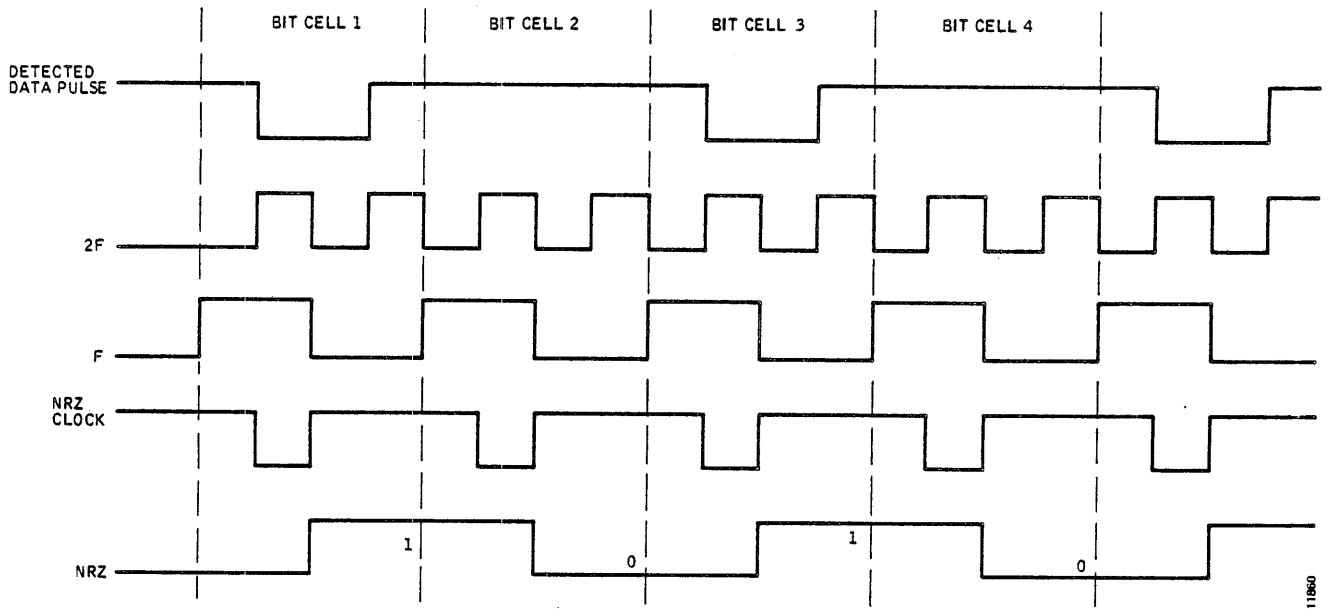 BIT CELL 1
BIT CELL 2
BIT CELL 3
BIT CELL 4
DETECTED
DATA PULSE
2F
F
NRZ
CLOCK
NRZ
1
0
1
0
11860